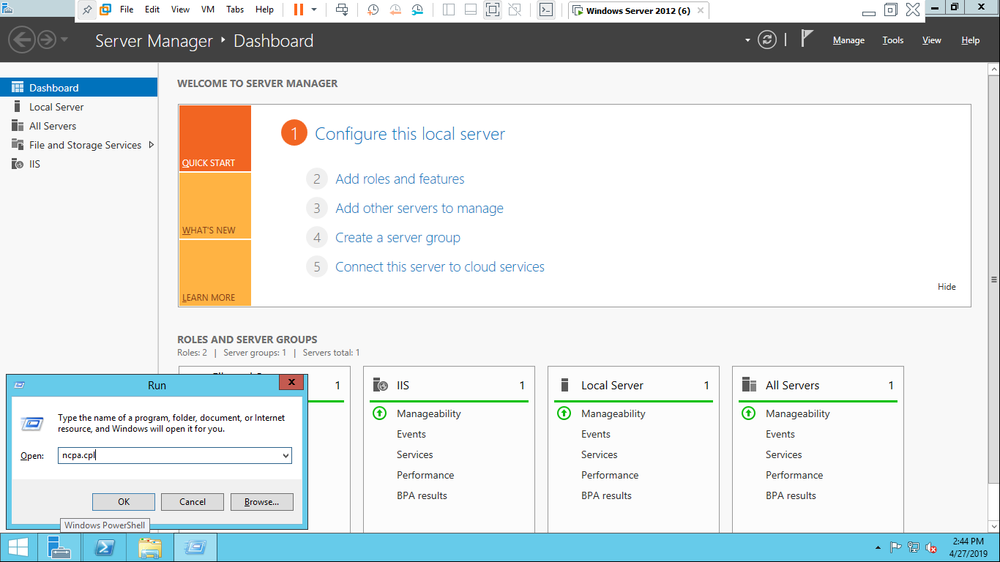 File Edit View VM Tabs Help
Windows Server 2012 (6)
Server Manager Dashboard
Manage Tools View Help
Dashboard
Local Server
All Servers
File and Storage Services
IIS
WELCOME TO SERVER MANAGER
QUICK START
WHAT'S NEW
LEARN MORE
1 Configure this local server
2 Add roles and features
3 Add other servers to manage
4 Create a server group
5 Connect this server to cloud services
Hide
ROLES AND SERVER GROUPS
Roles: 2 | Server groups: 1 | Servers total: 1
1
IIS 1
Manageability
Events
Services
Performance
BPA results
Local Server 1
Manageability
Events
Services
Performance
BPA results
All Servers 1
Manageability
Events
Services
Performance
BPA results
Run
Type the name of a program, folder, document, or Internet
resource, and Windows will open it for you.
Open: ncpa.cpl
OK Cancel Browse...
Windows PowerShell
2:44 PM
4/27/2019